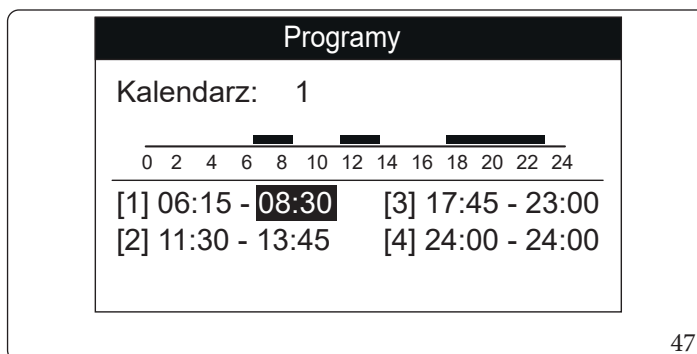 Programy
Kalendarz: 1
0 2 4 6 8 10 12 14 16 18 20 22 24
[1] 06:15 - 08:30 [3] 17:45 - 23:00
[2] 11:30 - 13:45 [4] 24:00 - 24:00
47